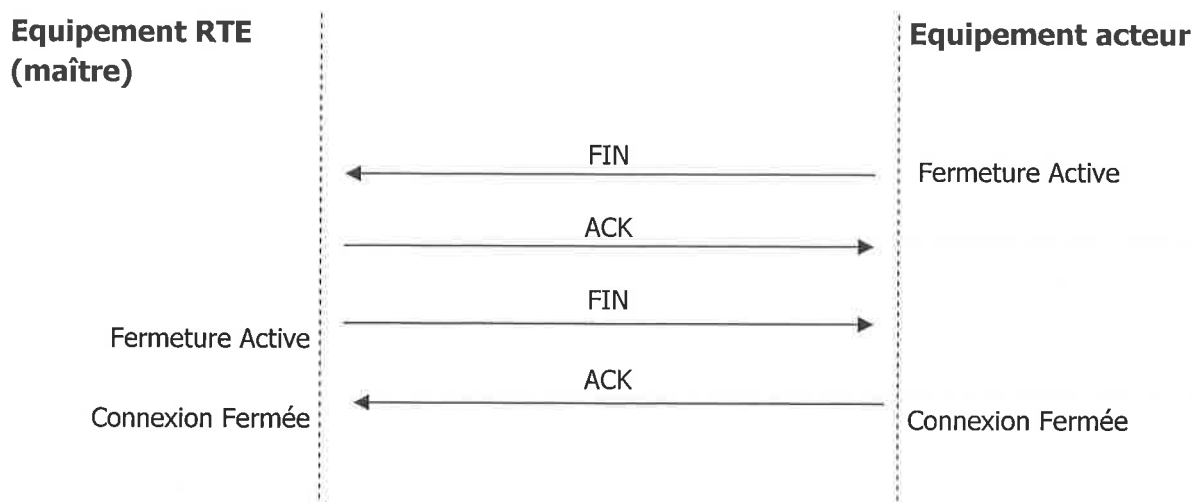 Equipement RTE
(maître)
Equipement acteur
FIN
Fermeture Active
ACK
FIN
Fermeture Active
ACK
Connexion Fermée
Connexion Fermée